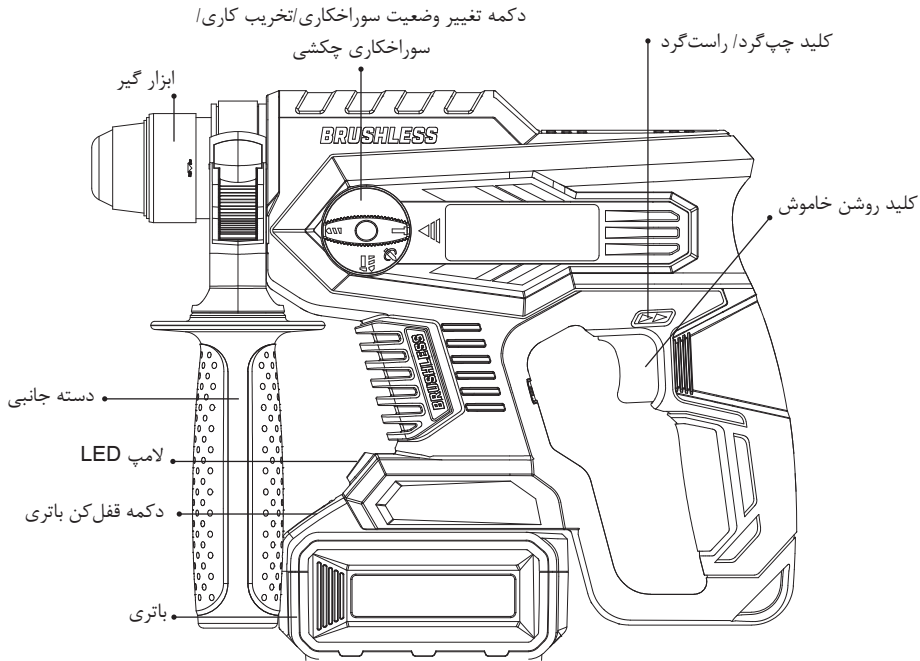 دکمه تغییر وضعیت سوراخکاری/تخریب کاری/
سوراخکاری چکشی
کلید چپ‌گرد/ راست‌گرد
ابزار گیر
BRUSHLESS
کلید روشن خاموش
BRUSHLESS
دسته جانبی
لامپ LED
دکمه قفل‌کن باتری
باتری